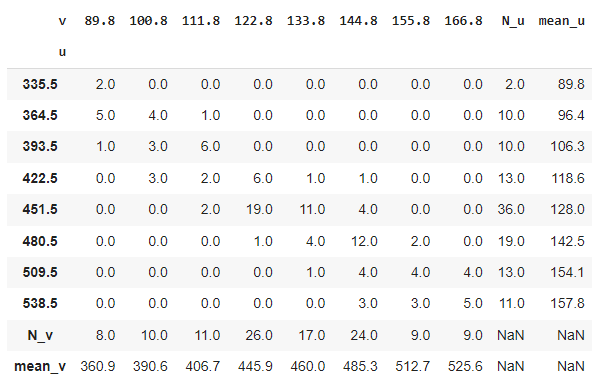 v 89.8 100.8 111.8 122.8 133.8 144.8 155.8 166.8 N_u mean_u
u
335.5 2.0 0.0 0.0 0.0 0.0 0.0 0.0 0.0 2.0 89.8
364.5 5.0 4.0 1.0 0.0 0.0 0.0 0.0 0.0 10.0 96.4
393.5 1.0 3.0 6.0 0.0 0.0 0.0 0.0 0.0 10.0 106.3
422.5 0.0 3.0 2.0 6.0 1.0 1.0 0.0 0.0 13.0 118.6
451.5 0.0 0.0 2.0 19.0 11.0 4.0 0.0 0.0 36.0 128.0
480.5 0.0 0.0 0.0 1.0 4.0 12.0 2.0 0.0 19.0 142.5
509.5 0.0 0.0 0.0 0.0 1.0 4.0 4.0 4.0 13.0 154.1
538.5 0.0 0.0 0.0 0.0 0.0 3.0 3.0 5.0 11.0 157.8
N_v 8.0 10.0 11.0 26.0 17.0 24.0 9.0 9.0 NaN NaN
mean_v 360.9 390.6 406.7 445.9 460.0 485.3 512.7 525.6 NaN NaN